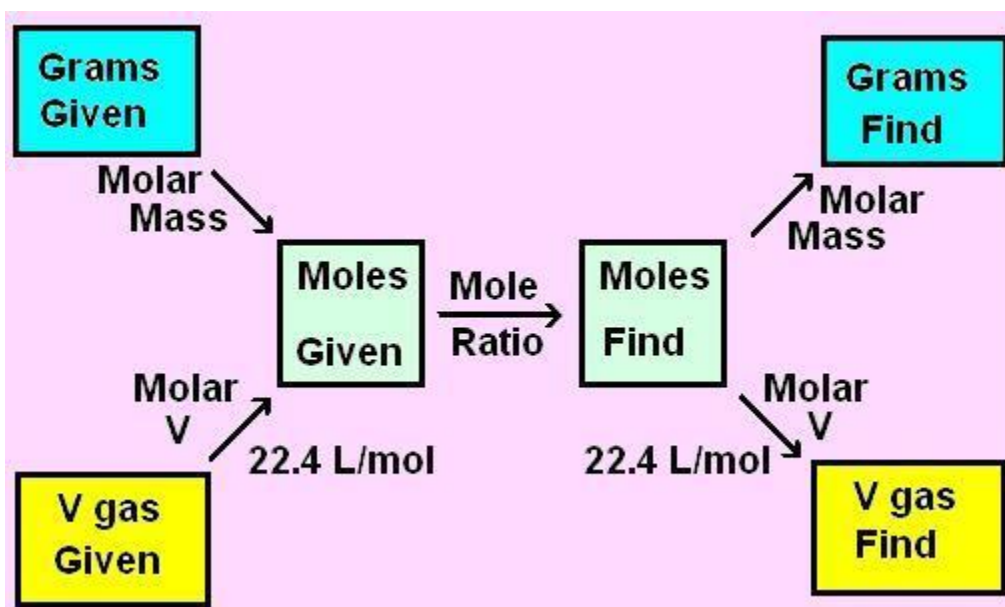 Grams
Given
Grams
Find
Molar
Mass
Molar
Mass
Moles
Given
Mole
Ratio
Moles
Find
Molar
V
22.4 L/mol
Molar
V
22.4 L/mol
V gas
Given
V gas
Find